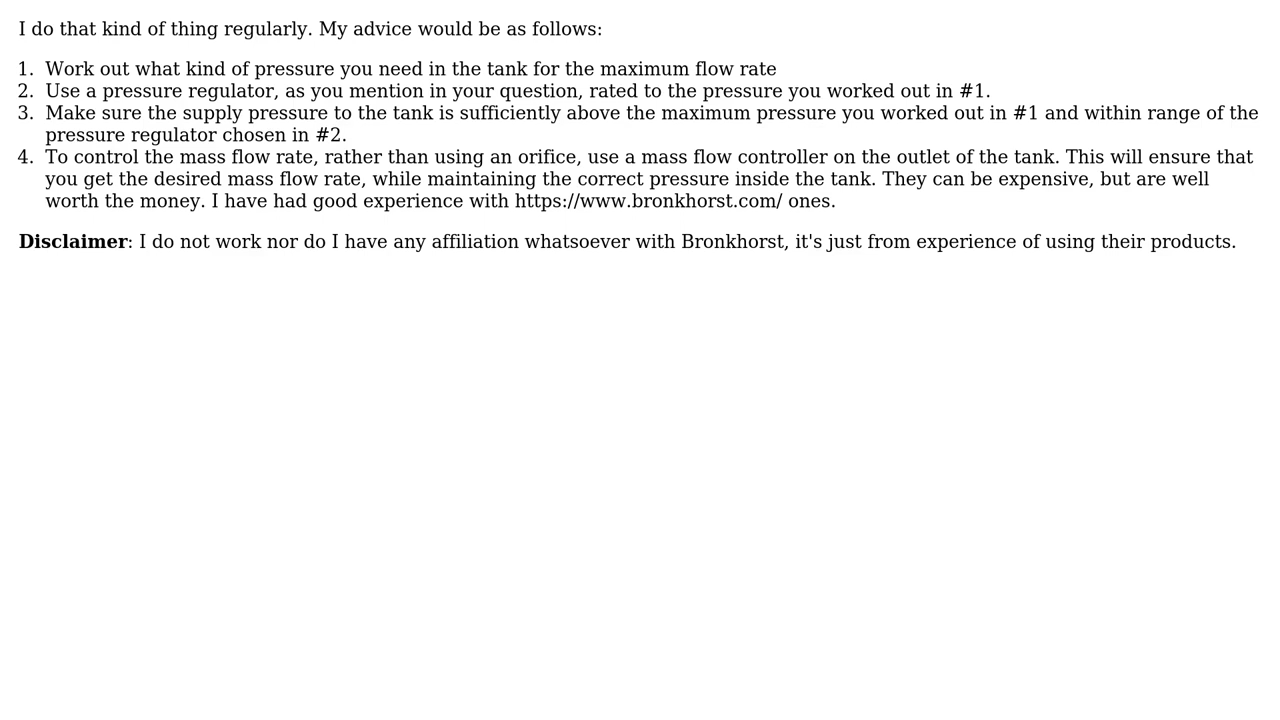 I do that kind of thing regularly. My advice would be as follows:
1. Work out what kind of pressure you need in the tank for the maximum flow rate
2. Use a pressure regulator, as you mention in your question, rated to the pressure you worked out in #1.
3. Make sure the supply pressure to the tank is sufficiently above the maximum pressure you worked out in #1 and within range of the
pressure regulator chosen in #2.
4. To control the mass flow rate, rather than using an orifice, use a mass flow controller on the outlet of the tank. This will ensure that
you get the desired mass flow rate, while maintaining the correct pressure inside the tank. They can be expensive, but are well
worth the money. I have had good experience with https://www.bronkhorst.com/ ones.
Disclaimer: I do not work nor do I have any affiliation whatsoever with Bronkhorst, it's just from experience of using their products.